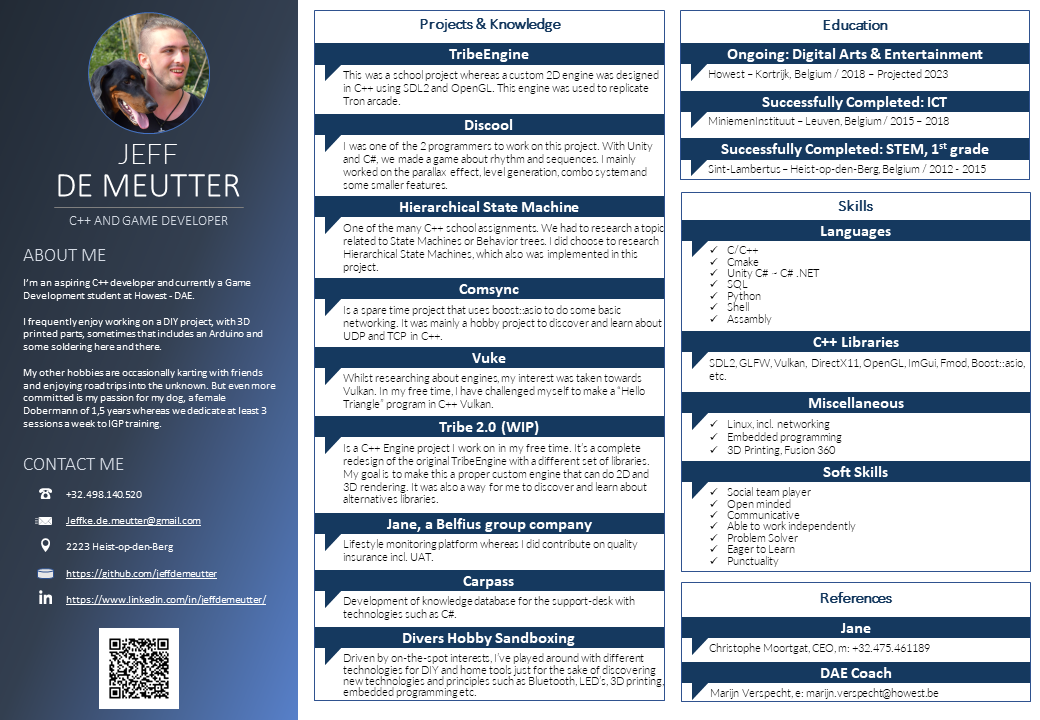 JEFF
DE MEUTTER
C++ AND GAME DEVELOPER
ABOUT ME
I'm an aspiring C++ developer and currently a Game
Development student at Howest - DAE.
I frequently enjoy working on a DIY project, with 3D
printed parts, sometimes that includes an Arduino and
some soldering here and there.
My other hobbies are occasionally karting with friends
and enjoying road trips into the unknown. But even more
committed is my passion for my dog, a female
Dobermann of 1,5 years whereas we dedicate at least 3
sessions a week to IGP training.
CONTACT ME
+32.498.140.520
Jeffke.de.meutter@gmail.com
2223 Heist-op-den-Berg
https://github.com/jeffdemeutter
https://www.linkedin.com/in/jeffdemeutter/
Projects & Knowledge
TribeEngine
This was a school project whereas a custom 2D engine was designed
in C++ using SDL2 and OpenGL. This engine was used to replicate
Tron arcade.
Discool
I was one of the 2 programmers to work on this project. With Unity
and C#, we made a game about rhythm and sequences. I mainly
worked on the parallax effect, level generation, combo system and
some smaller features.
Hierarchical State Machine
One of the many C++ school assignments. We had to research a topic
related to State Machines or Behavior trees. I did choose to research
Hierarchical State Machines, which also was implemented in this
project.
Comsync
Is a spare time project that uses boost::asio to do some basic
networking. It was mainly a hobby project to discover and learn about
UDP and TCP in C++.
Vuke
Whilst researching about engines, my interest was taken towards
Vulkan. In my free time, I have challenged myself to make a “Hello
Triangle” program in C++ Vulkan.
Tribe 2.0 (WIP)
Is a C++ Engine project I work on in my free time. It's a complete
redesign of the original TribeEngine with a different set of libraries.
My goal is to make this a proper custom engine that can do 2D and
3D rendering. It was also a way for me to discover and learn about
alternatives libraries.
Jane, a Belfius group company
Lifestyle monitoring platform whereas I did contribute on quality
insurance incl. UAT.
Carpass
Development of knowledge database for the support-desk with
technologies such as C#.
Divers Hobby Sandboxing
Driven by on-the-spot interests, I've played around with different
technologies for DIY and home tools just for the sake of discovering
new technologies and principles such as Bluetooth, LED's, 3D printing,
embedded programming etc.
Education
Ongoing: Digital Arts & Entertainment
Howest – Kortrijk, Belgium / 2018 – Projected 2023
Successfully Completed: ICT
MiniemenInstituut – Leuven, Belgium / 2015 – 2018
Successfully Completed: STEM, 1st grade
Sint-Lambertus – Heist-op-den-Berg, Belgium / 2012 - 2015
Skills
Languages
✓ C/C++
✓ Cmake
✓ Unity C# ~ C# .NET
✓ SQL
✓ Python
✓ Shell
✓ Assambly
C++ Libraries
SDL2, GLFW, Vulkan, DirectX11, OpenGL, ImGui, Fmod, Boost::asio,
etc.
Miscellaneous
✓ Linux, incl. networking
✓ Embedded programming
✓ 3D Printing, Fusion 360
Soft Skills
✓ Social team player
✓ Open minded
✓ Communicative
✓ Able to work independently
✓ Problem Solver
✓ Eager to Learn
✓ Punctuality
References
Jane
Christophe Moortgat, CEO, m: +32.475.461189
DAE Coach
Marijn Verspecht, e: marijn.verspecht@howest.be